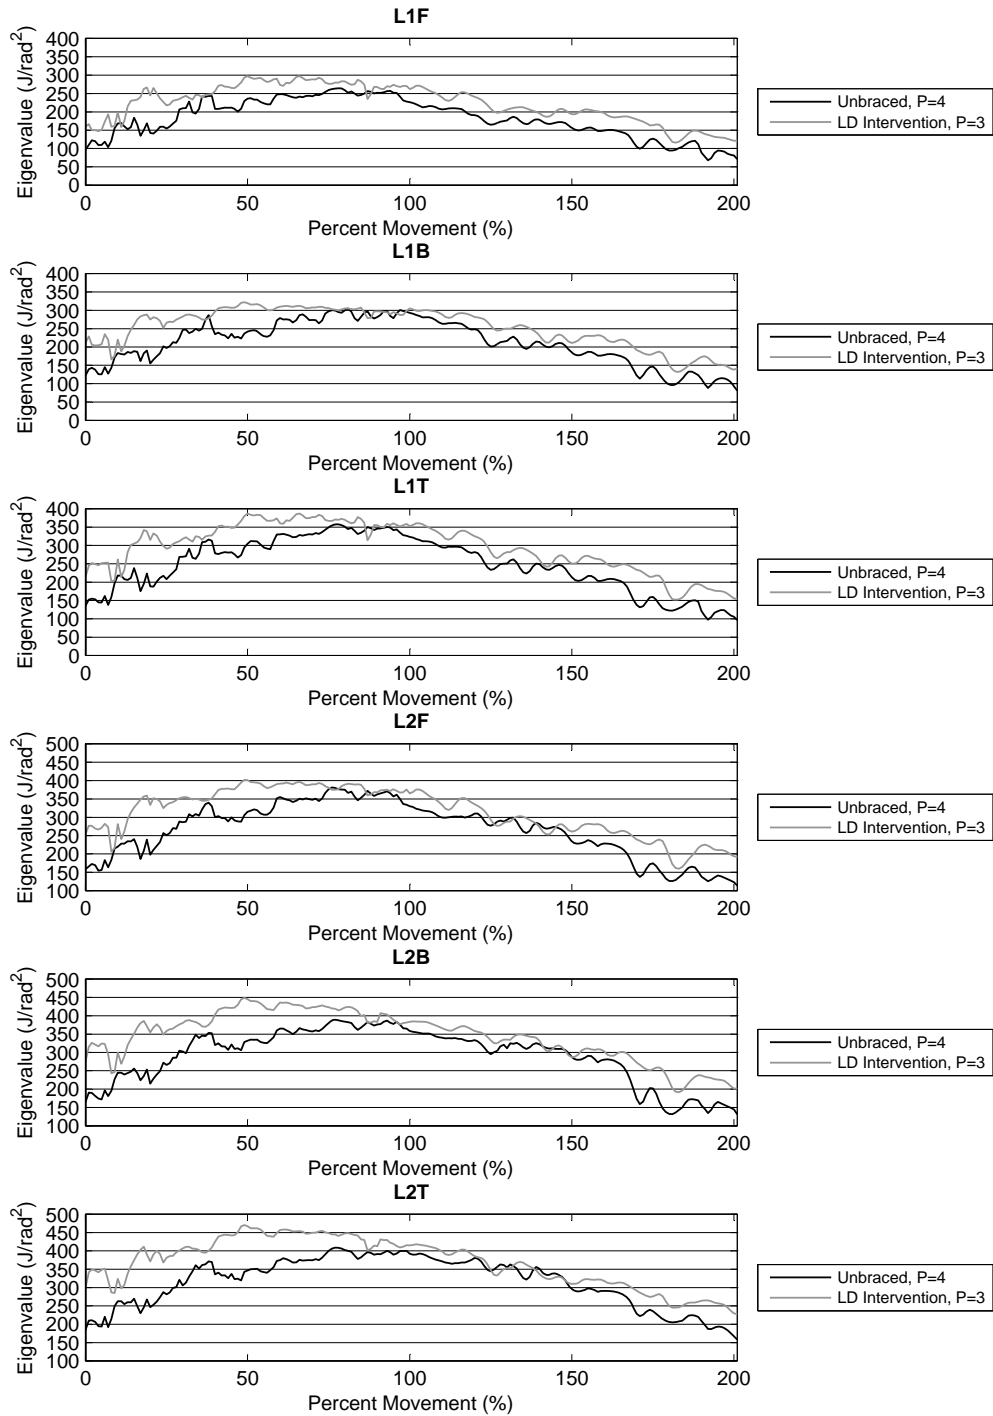 L1F
400
350
300
250
200
150
100
50
0
Eigenvalue (J/rad2)
0 50 100 150 200
Percent Movement (%)
Unbraced, P=4
LD Intervention, P=3
L1B
400
350
300
250
200
150
100
50
0
Eigenvalue (J/rad2)
0 50 100 150 200
Percent Movement (%)
Unbraced, P=4
LD Intervention, P=3
L1T
400
350
300
250
200
150
100
50
0
Eigenvalue (J/rad2)
0 50 100 150 200
Percent Movement (%)
Unbraced, P=4
LD Intervention, P=3
L2F
500
450
400
350
300
250
200
150
100
Eigenvalue (J/rad2)
0 50 100 150 200
Percent Movement (%)
Unbraced, P=4
LD Intervention, P=3
L2B
500
450
400
350
300
250
200
150
100
Eigenvalue (J/rad2)
0 50 100 150 200
Percent Movement (%)
Unbraced, P=4
LD Intervention, P=3
L2T
500
450
400
350
300
250
200
150
100
Eigenvalue (J/rad2)
0 50 100 150 200
Percent Movement (%)
Unbraced, P=4
LD Intervention, P=3